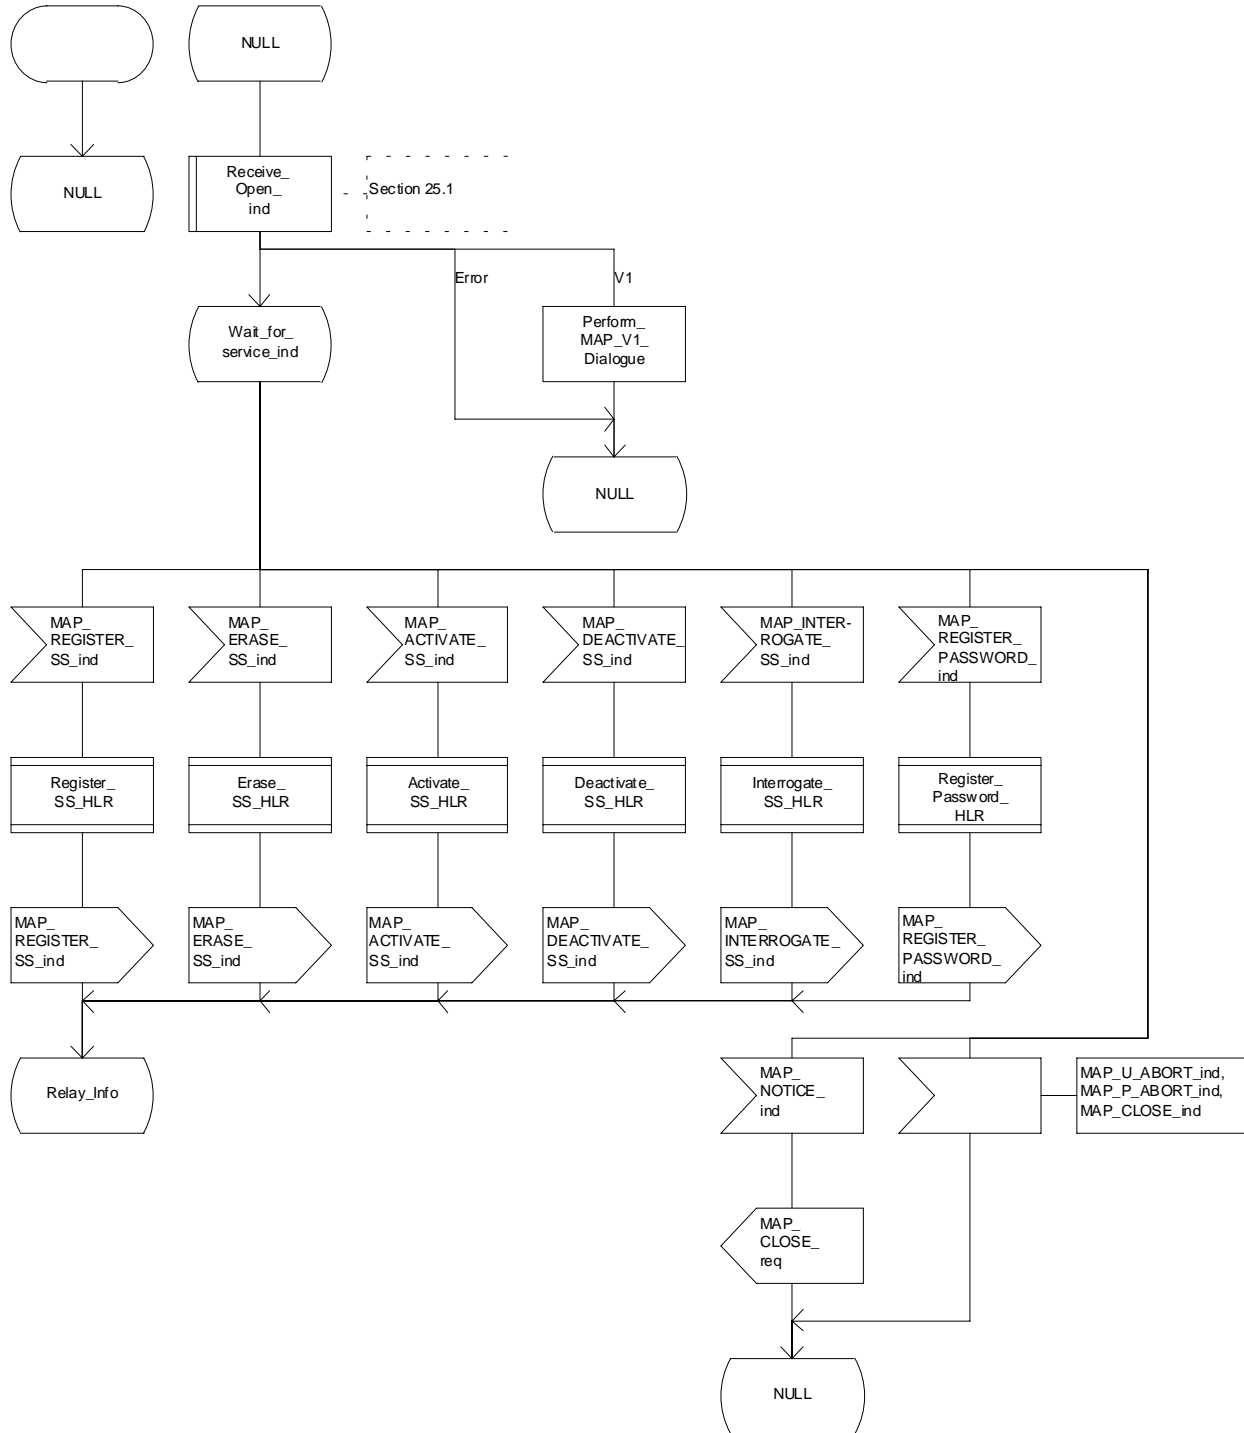 NULL
NULL
Receive_
Open_
ind
Section 25.1
Error
V1
Wait_for_
service_ind
Perform_
MAP_V1_
Dialogue
NULL
MAP_
REGISTER_
SS_ind
MAP_
ERASE_
SS_ind
MAP_
ACTIVATE_
SS_ind
MAP_
DEACTIVATE_
SS_ind
MAP_INTER-
ROGATE_
SS_ind
MAP_
REGISTER_
PASSWORD_
ind
Register_
SS_HLR
Erase_
SS_HLR
Activate_
SS_HLR
Deactivate_
SS_HLR
Interrogate_
SS_HLR
Register_
Password_
HLR
MAP_
REGISTER_
SS_ind
MAP_
ERASE_
SS_ind
MAP_
ACTIVATE_
SS_ind
MAP_
DEACTIVATE_
SS_ind
MAP_
INTERROGATE_
SS_ind
MAP_
REGISTER_
PASSWORD_
ind
Relay_Info
MAP_
NOTICE_
ind
MAP_U_ABORT_ind,
MAP_P_ABORT_ind,
MAP_CLOSE_ind
MAP_
CLOSE_
req
NULL